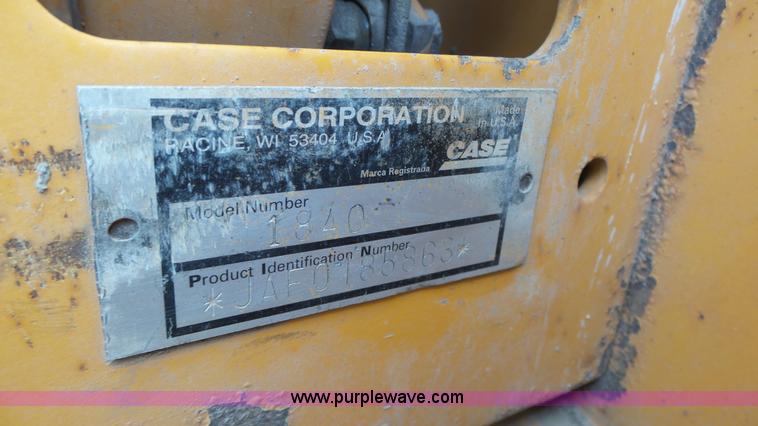 CASE CORPORATION
RACINE, WI 53404 U.S.A
Made
in U.S.A.
CASE
Marca Registrada
Model Number
1840
Product Identification Number
*JAF0185863*
www.purplewave.com